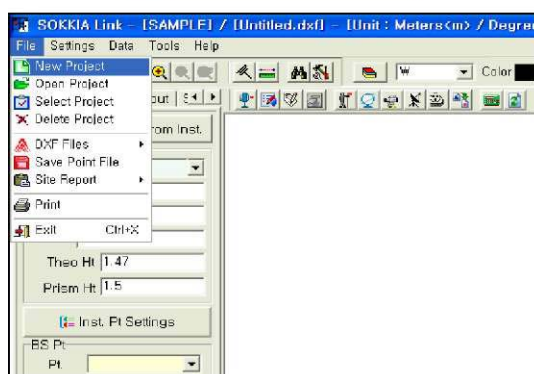 SOKKIA Link - [SAMPLE] / [Untitled.dxf] - [Unit : Meters<m> / Degre
File Settings Data Tools Help
New Project
Open Project
Select Project
Delete Project
DXF Files
Save Point File
Site Report
Print
Exit Ctrl+X
W
Color
out
rom Inst.
Theo Ht 1.47
Prism Ht 1.5
Inst. Pt Settings
BS Pt
Pt.